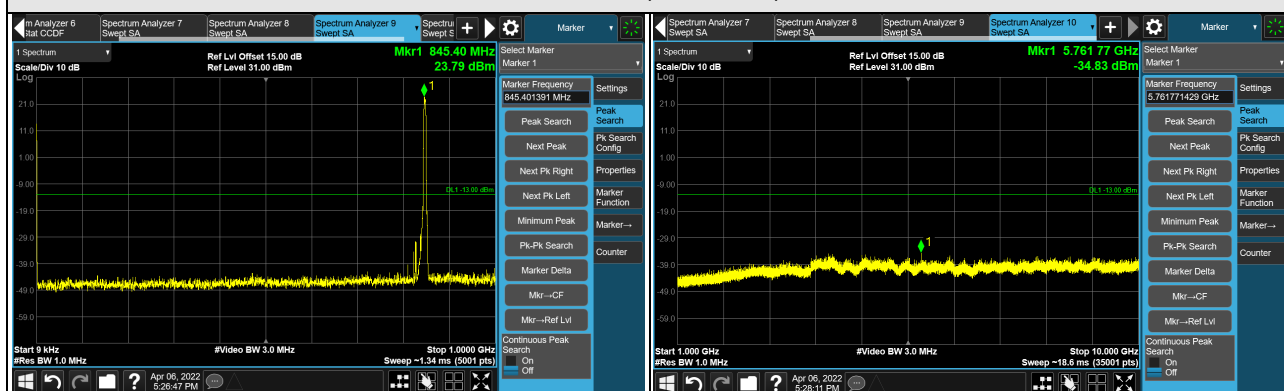 m Analyzer 6
Stat CCDF
Spectrum Analyzer 7
Swept SA
Spectrum Analyzer 8
Swept SA
Spectrum Analyzer 9
Swept SA
Spectru
Swept S
Marker
1 Spectrum
Scale/Div 10 dB
Log
Ref Lvl Offset 15.00 dB
Ref Level 31.00 dBm
Mkr1 845.40 MHz
23.79 dBm
1
21.0
11.0
1.00
-9.00
-19.0
-29.0
-39.0
-49.0
-59.0
DL1 -13.00 dBm
Start 9 kHz
#Res BW 1.0 MHz
#Video BW 3.0 MHz
Stop 1.0000 GHz
Sweep ~1.34 ms (5001 pts)
Select Marker
Marker 1
Marker Frequency
845.401391 MHz
Peak Search
Next Peak
Next Pk Right
Next Pk Left
Minimum Peak
Pk-Pk Search
Marker Delta
Mkr→CF
Mkr→Ref Lvl
Continuous Peak
Search
On
Off
Settings
Peak
Search
Pk Search
Config
Properties
Marker
Function
Marker→
Counter
Apr 06, 2022
5:26:47 PM
Spectrum Analyzer 7
Swept SA
Spectrum Analyzer 8
Swept SA
Spectrum Analyzer 9
Swept SA
Spectrum Analyzer 10
Swept SA
Marker
1 Spectrum
Scale/Div 10 dB
Log
Ref Lvl Offset 15.00 dB
Ref Level 31.00 dBm
Mkr1 5.761 77 GHz
-34.83 dBm
1
21.0
11.0
1.00
-9.00
-19.0
-29.0
-39.0
-49.0
-59.0
DL1 -13.00 dBm
Start 1.000 GHz
#Res BW 1.0 MHz
#Video BW 3.0 MHz
Stop 10.000 GHz
Sweep ~18.6 ms (35001 pts)
Select Marker
Marker 1
Marker Frequency
5.761771429 GHz
Peak Search
Next Peak
Next Pk Right
Next Pk Left
Minimum Peak
Pk-Pk Search
Marker Delta
Mkr→CF
Mkr→Ref Lvl
Continuous Peak
Search
On
Off
Settings
Peak
Search
Pk Search
Config
Properties
Marker
Function
Marker→
Counter
Apr 06, 2022
5:28:11 PM